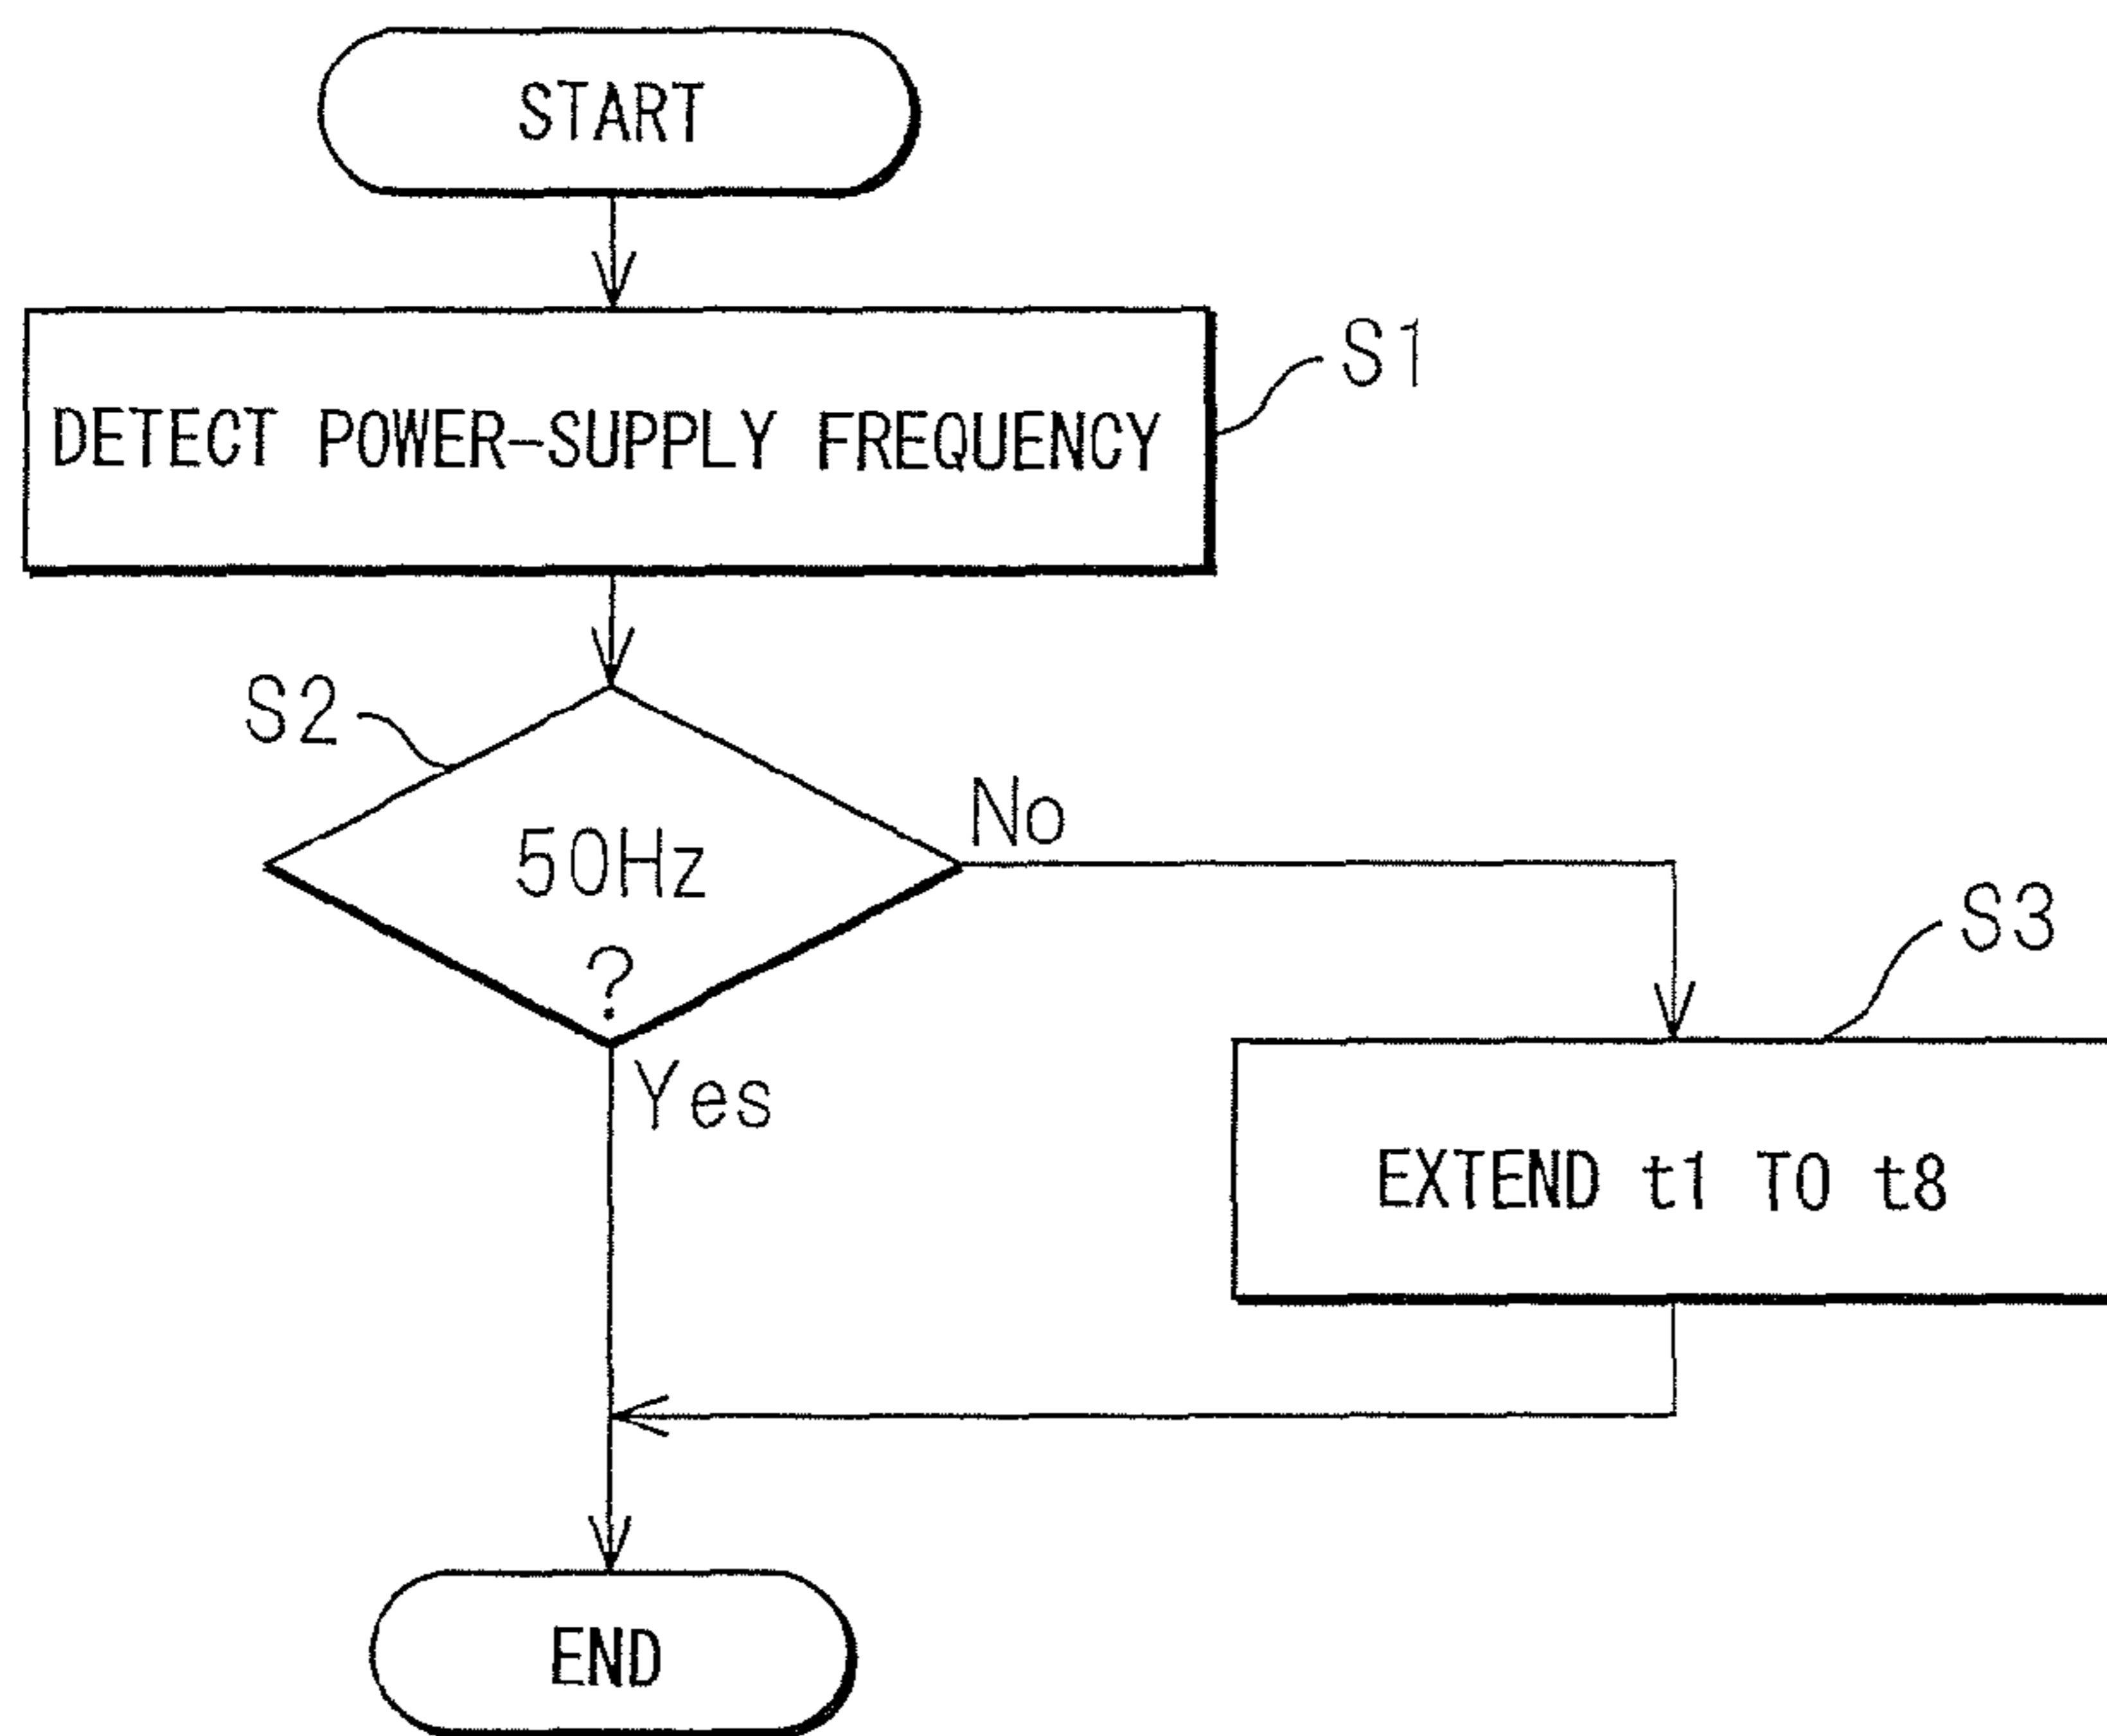 START
DETECT POWER-SUPPLY FREQUENCY
S1
S2
50Hz
?
No
Yes
S3
EXTEND t1 TO t8
END